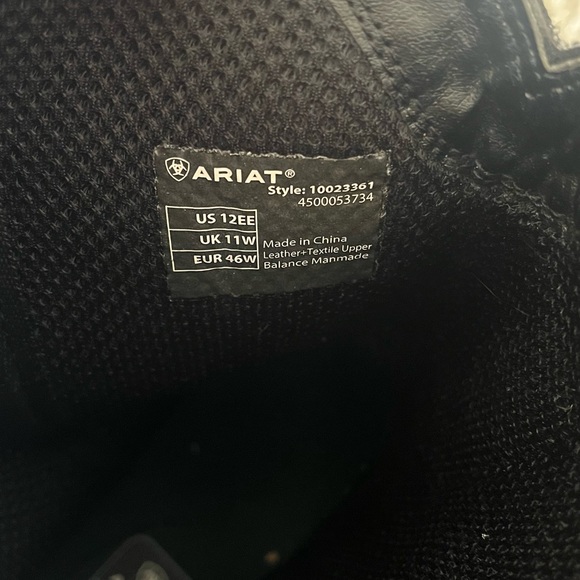 ARIAT®
Style: 10023361
4500053734
US 12EE
UK 11W
EUR 46W
Made in China
Leather+Textile Upper
Balance Manmade